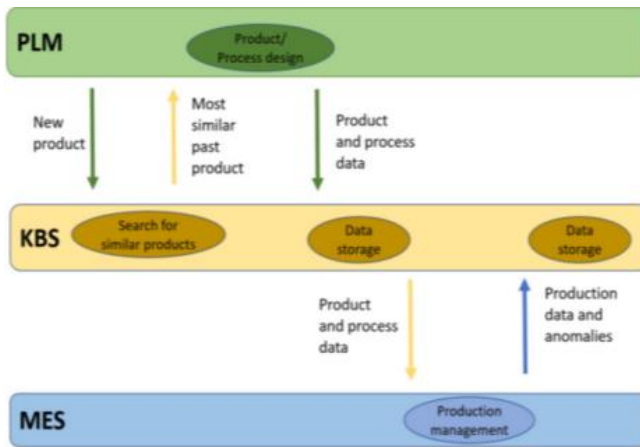 PLM
Product/
Process design
New
product
Most
similar
past
product
Product
and process
data
KBS
Search for
similar products
Data
storage
Data
storage
Product
and process
data
Production
data and
anomalies
MES
Production
management